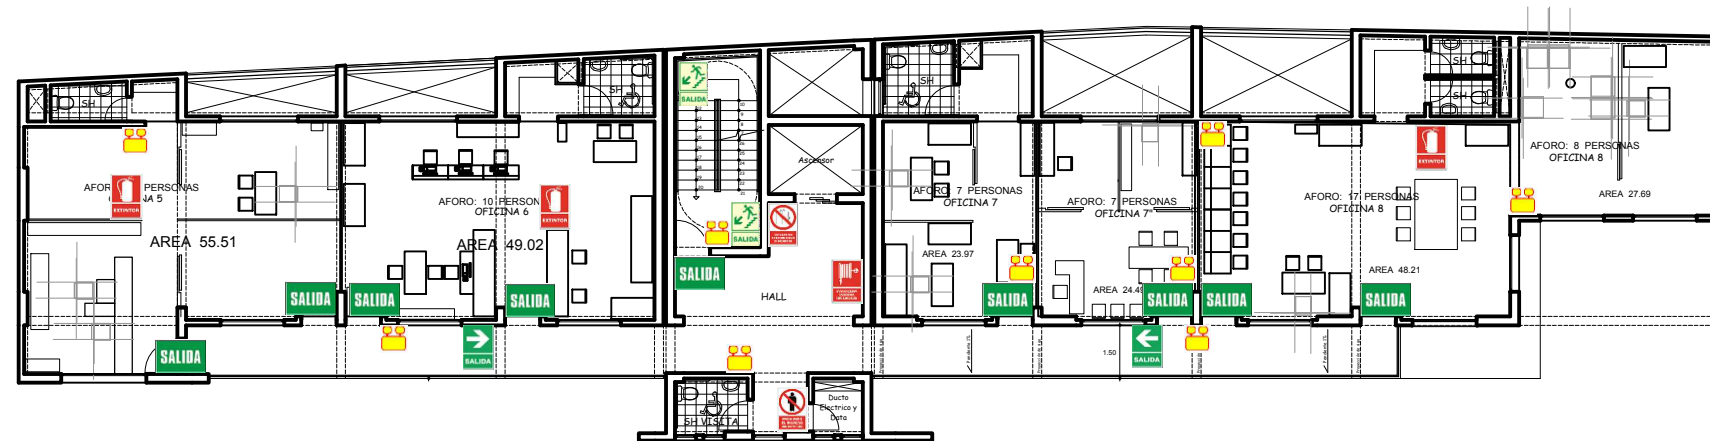 SH
SH
SH
SH
SH
SALIDA
Ascensor
AFORO: 8 PERSONAS
OFICINA 8
AREA 27.69
EXTINTOR
AFOR
PERSONAS
NA 5
EXTINTOR
AREA 55.51
AFORO: 10 PERSON
OFICINA 6
EXTINTOR
AREA 49.02
SALIDA
AFORO: 7 PERSONAS
OFICINA 7
AREA 23.97
AFORO: 7 PERSONAS
OFICINA 7
AREA 24.49
AFORO: 17 PERSONAS
OFICINA 8
AREA 48.21
SALIDA
HALL
SALIDA
SALIDA
SALIDA
SALIDA
SALIDA
SALIDA
SALIDA
SALIDA
SALIDA
SALIDA
1.50
SH VISITA
Ducto
Electrico y
Data